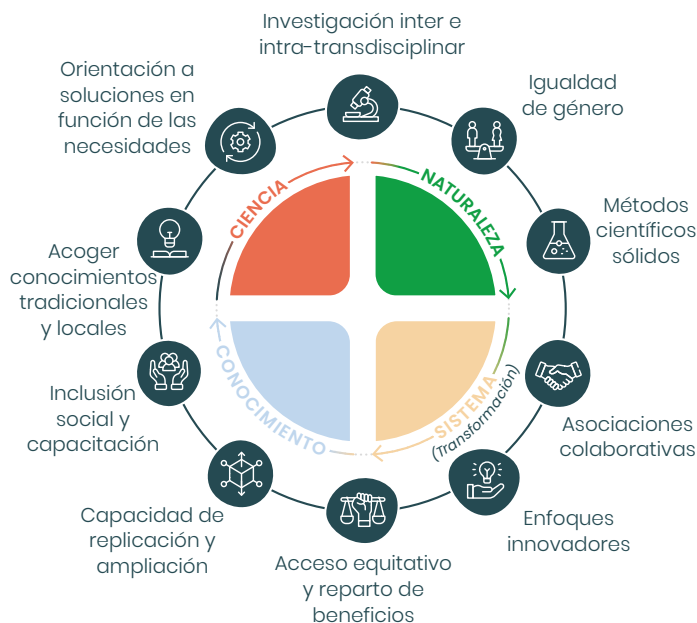 Investigación inter e
intra-transdisciplinar
Igualdad
de género
Métodos
científicos
sólidos
Asociaciones
colaborativas
Enfoques
innovadores
Acceso equitativo
y reparto de
beneficios
Capacidad de
replicación y
ampliación
Inclusión
social y
capacitación
Acoger
conocimientos
tradicionales
y locales
Orientación a
soluciones en
función de las
necesidades
CIENCIA
NATURALEZA
SISTEMA
(Transformación)
CONOCIMIENTO